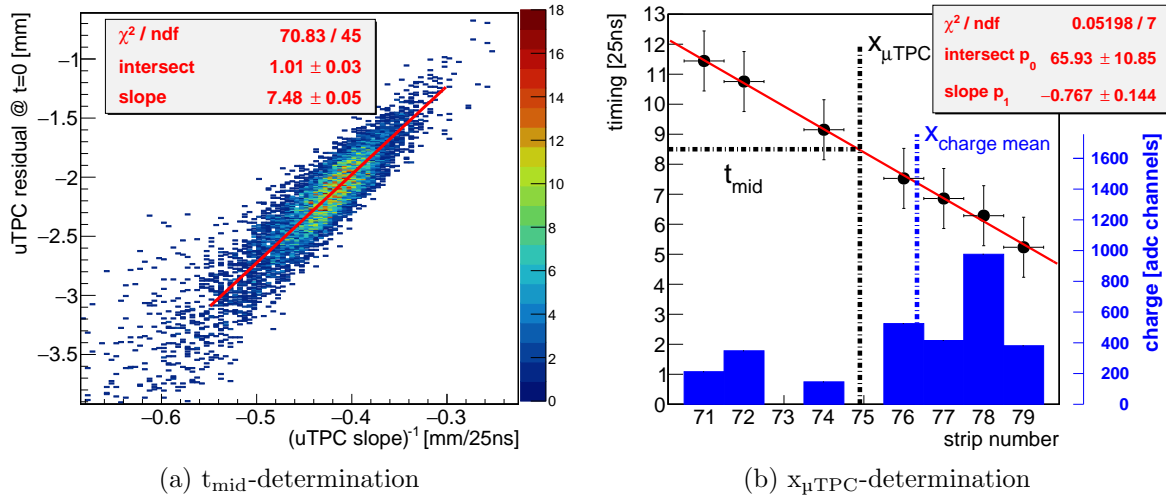 uTPC residual @ t=0 [mm]
χ² / ndf 70.83 / 45
intersect 1.01 ± 0.03
slope 7.48 ± 0.05
−1
−1.5
−2
−2.5
−3
−3.5
−0.6 −0.5 −0.4 −0.3
(uTPC slope)⁻¹ [mm/25ns]
18
16
14
12
10
8
6
4
2
0
(a) t_mid-determination
timing [25ns]
13
12
11
10
9
8
7
6
5
4
3
2
1
0
χ² / ndf 0.05198 / 7
intersect p₀ 65.93 ± 10.85
slope p₁ −0.767 ± 0.144
x_μTPC
x_charge mean
t_mid
71 72 73 74 75 76 77 78 79
strip number
1600
1400
1200
1000
800
600
400
200
0
charge [adc channels]
(b) x_μTPC-determination